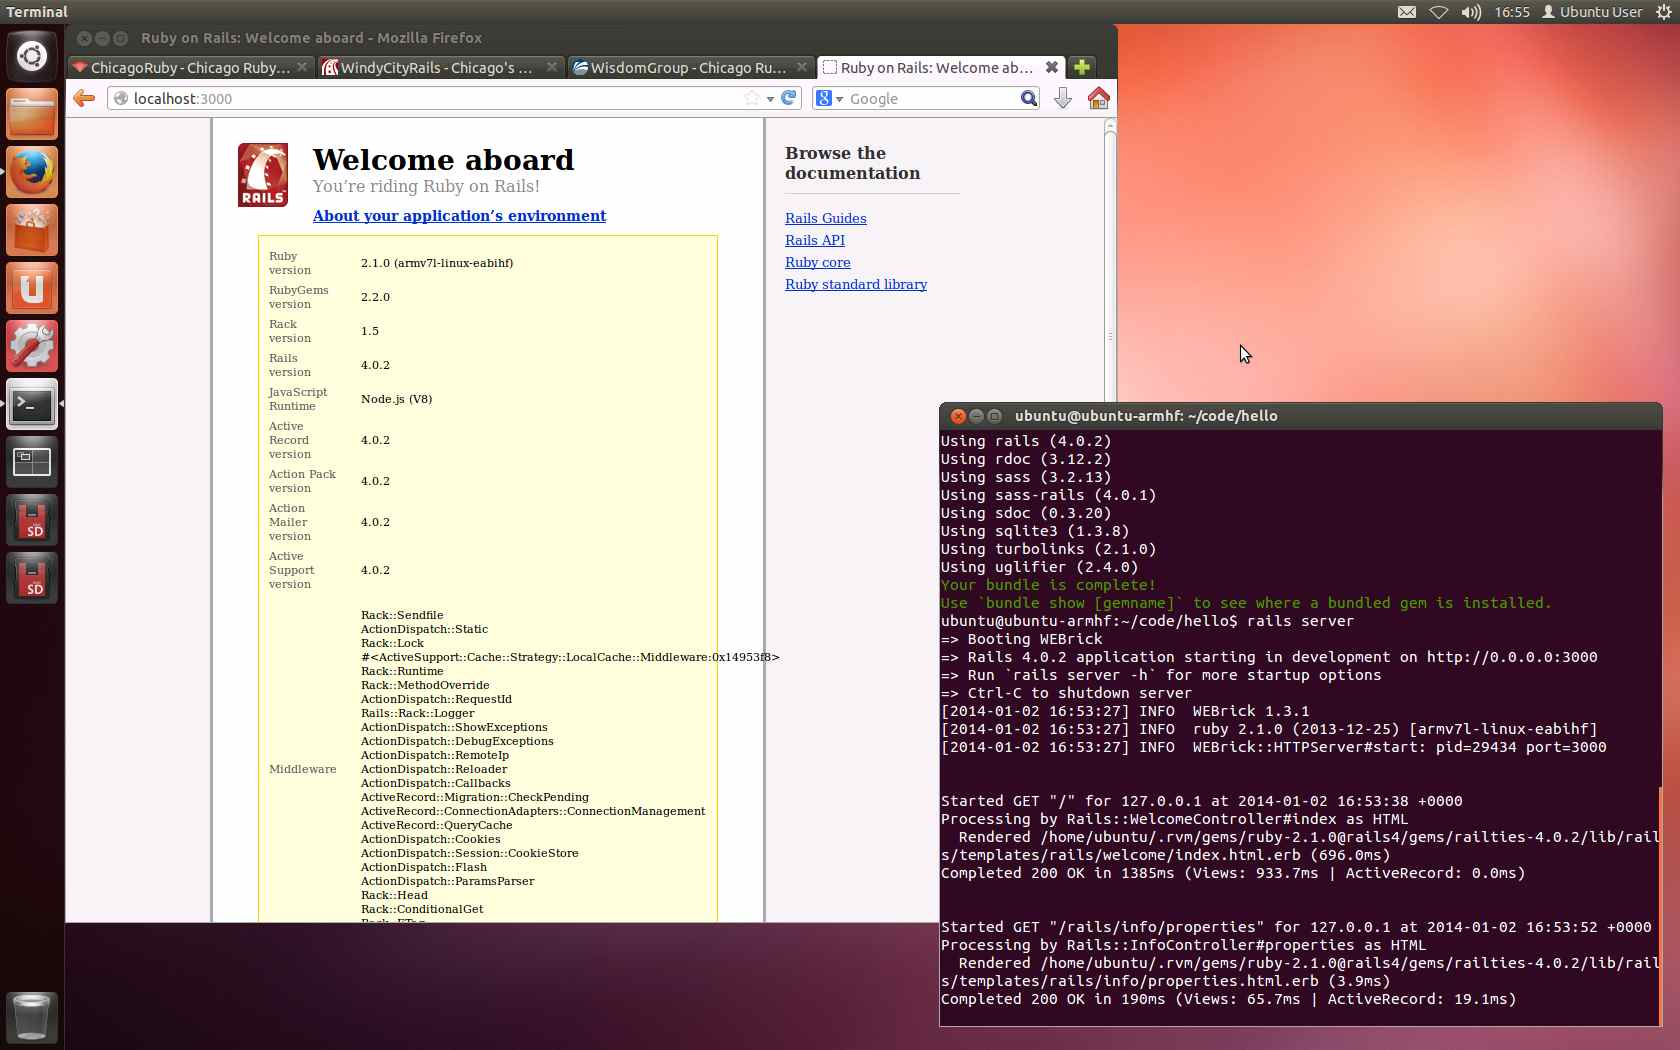 Terminal
16:55
Ubuntu User
Ruby on Rails: Welcome aboard - Mozilla Firefox
ChicagoRuby - Chicago Ruby...
WindyCityRails - Chicago's ...
WisdomGroup - Chicago Ru...
Ruby on Rails: Welcome ab...
localhost:3000
8
Google
RAILS
Welcome aboard
You're riding Ruby on Rails!
About your application's environment
Ruby version
2.1.0 (armv7l-linux-eabihf)
RubyGems version
2.2.0
Rack version
1.5
Rails version
4.0.2
JavaScript Runtime
Node.js (V8)
Active Record version
4.0.2
Action Pack version
4.0.2
Action Mailer version
4.0.2
Active Support version
4.0.2
Middleware
Rack::Sendfile
ActionDispatch::Static
Rack::Lock
#<ActiveSupport::Cache::Strategy::LocalCache::Middleware:0x14953f8>
Rack::Runtime
Rack::MethodOverride
ActionDispatch::RequestId
Rails::Rack::Logger
ActionDispatch::ShowExceptions
ActionDispatch::DebugExceptions
ActionDispatch::RemoteIp
ActionDispatch::Reloader
ActionDispatch::Callbacks
ActiveRecord::Migration::CheckPending
ActiveRecord::ConnectionAdapters::ConnectionManagement
ActiveRecord::QueryCache
ActionDispatch::Cookies
ActionDispatch::Session::CookieStore
ActionDispatch::Flash
ActionDispatch::ParamsParser
Rack::Head
Rack::ConditionalGet
Browse the documentation
Rails Guides
Rails API
Ruby core
Ruby standard library
SD
SD
ubuntu@ubuntu-armhf: ~/code/hello
Using rails (4.0.2)
Using rdoc (3.12.2)
Using sass (3.2.13)
Using sass-rails (4.0.1)
Using sdoc (0.3.20)
Using sqlite3 (1.3.8)
Using turbolinks (2.1.0)
Using uglifier (2.4.0)
Your bundle is complete!
Use `bundle show [gemname]` to see where a bundled gem is installed.
ubuntu@ubuntu-armhf:~/code/hello$ rails server
=> Booting WEBrick
=> Rails 4.0.2 application starting in development on http://0.0.0.0:3000
=> Run `rails server -h` for more startup options
=> Ctrl-C to shutdown server
[2014-01-02 16:53:27] INFO  WEBrick 1.3.1
[2014-01-02 16:53:27] INFO  ruby 2.1.0 (2013-12-25) [armv7l-linux-eabihf]
[2014-01-02 16:53:27] INFO  WEBrick::HTTPServer#start: pid=29434 port=3000
Started GET "/" for 127.0.0.1 at 2014-01-02 16:53:38 +0000
Processing by Rails::WelcomeController#index as HTML
  Rendered /home/ubuntu/.rvm/gems/ruby-2.1.0@rails4/gems/railties-4.0.2/lib/rail
s/templates/rails/welcome/index.html.erb (696.0ms)
Completed 200 OK in 1385ms (Views: 933.7ms | ActiveRecord: 0.0ms)
Started GET "/rails/info/properties" for 127.0.0.1 at 2014-01-02 16:53:52 +0000
Processing by Rails::InfoController#properties as HTML
  Rendered /home/ubuntu/.rvm/gems/ruby-2.1.0@rails4/gems/railties-4.0.2/lib/rail
s/templates/rails/info/properties.html.erb (3.9ms)
Completed 200 OK in 190ms (Views: 65.7ms | ActiveRecord: 19.1ms)